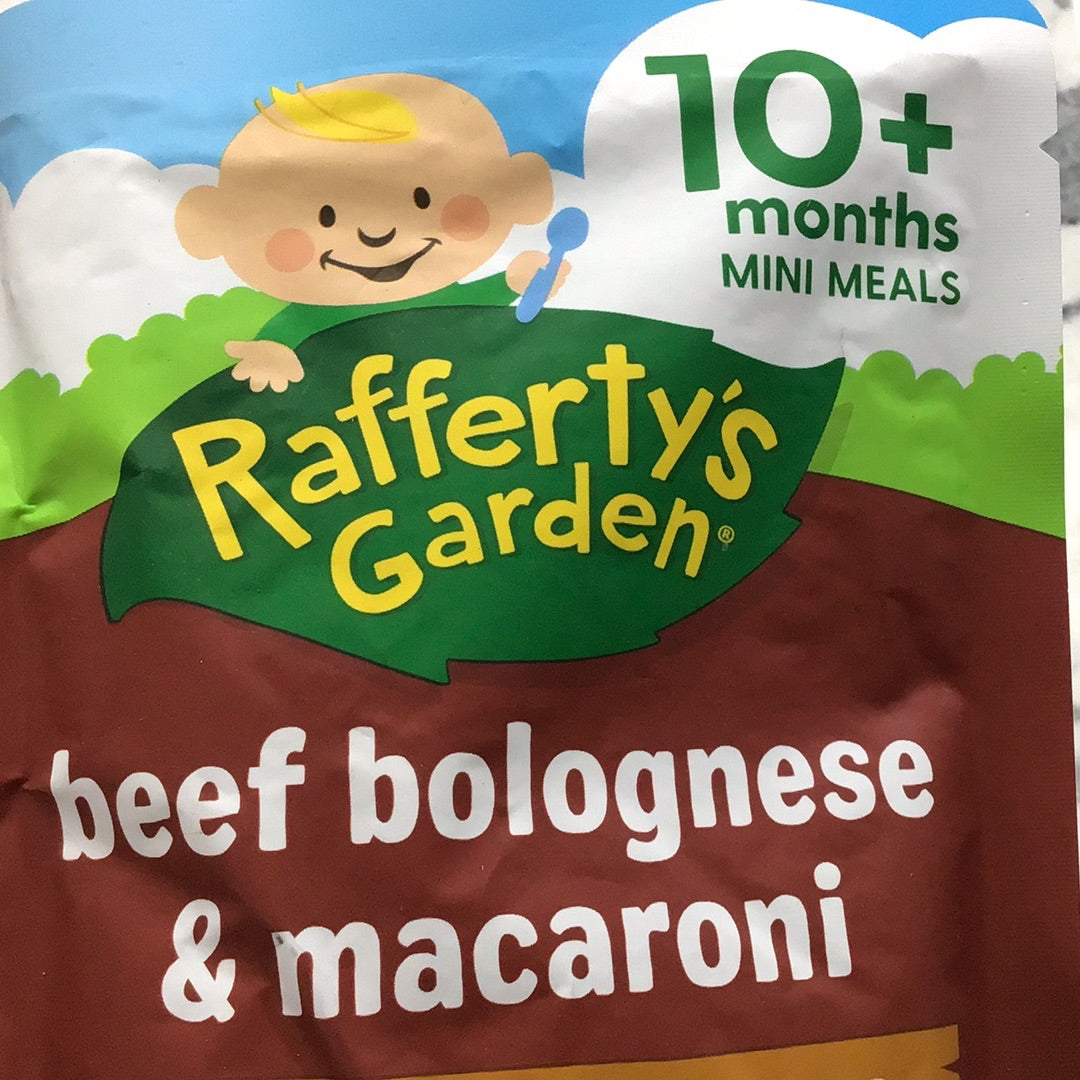 10+
months
MINI MEALS
Rafferty's
Garden®
beef bolognese
& macaroni